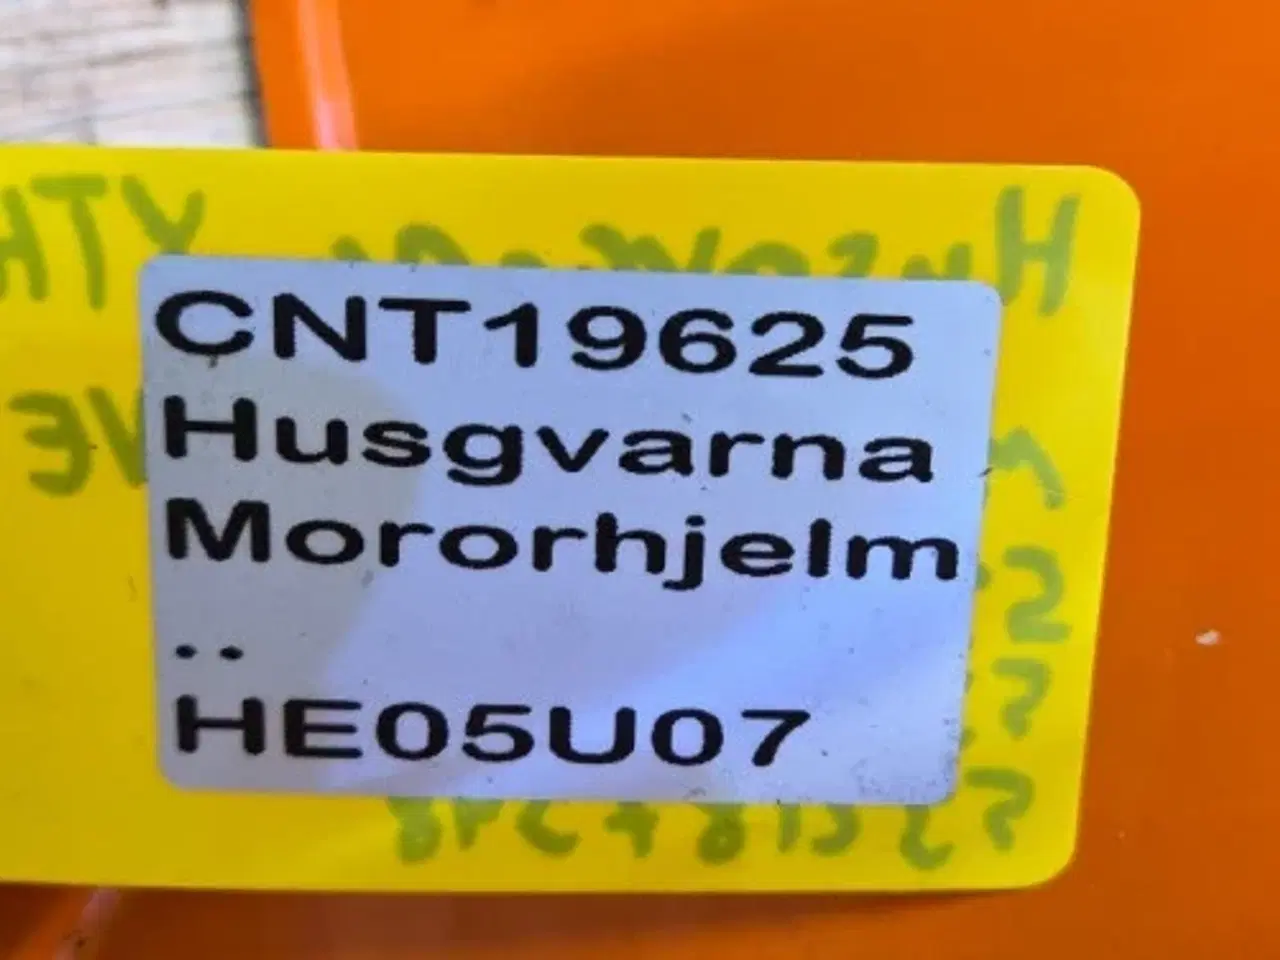 CNT19625
Husgvarna
Mororhjelm
..
HE05U07